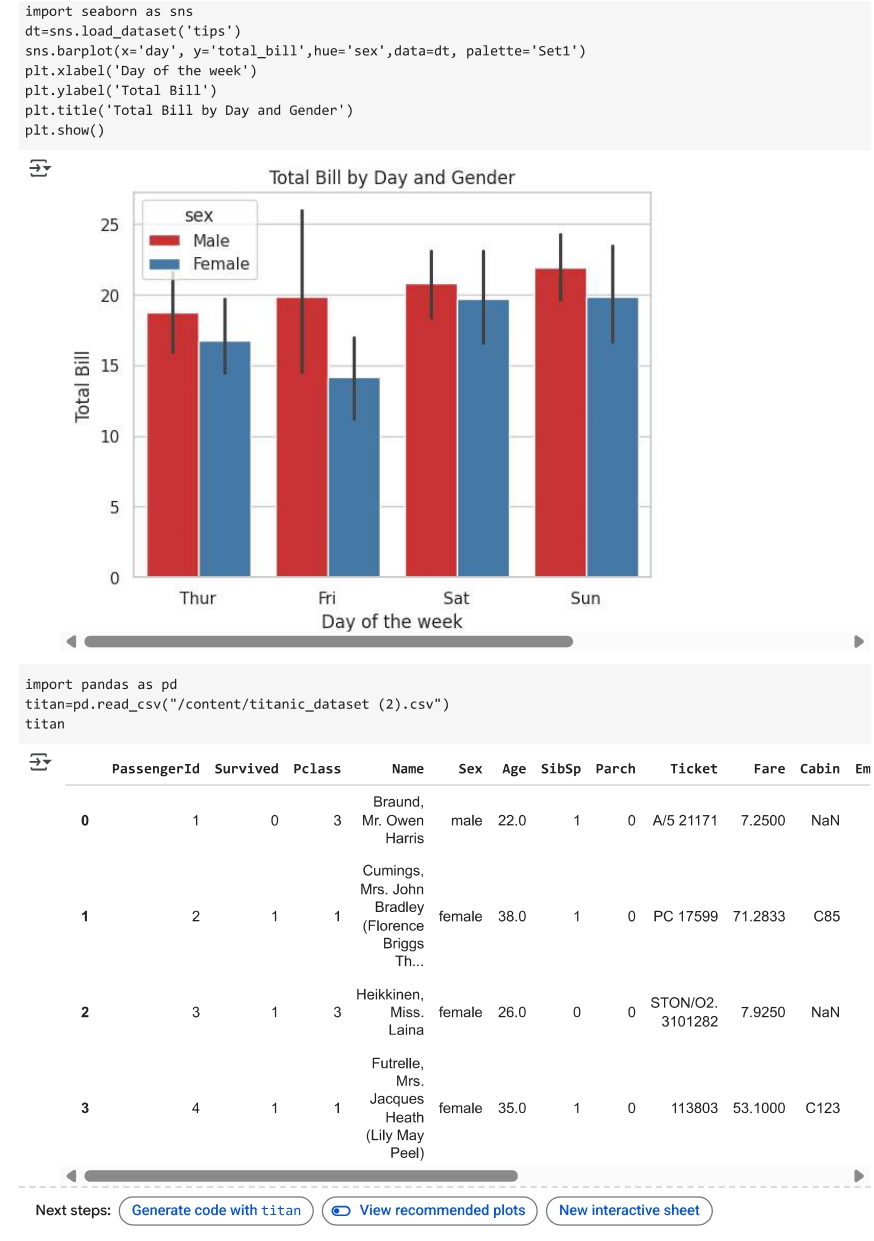 import seaborn as sns
dt=sns.load_dataset('tips')
sns.barplot(x='day', y='total_bill',hue='sex',data=dt, palette='Set1')
plt.xlabel('Day of the week')
plt.ylabel('Total Bill')
plt.title('Total Bill by Day and Gender')
plt.show()
Total Bill by Day and Gender
sex
Male
Female
25
20
15
10
5
0
Total Bill
Thur Fri Sat Sun
Day of the week
import pandas as pd
titan=pd.read_csv("/content/titanic_dataset (2).csv")
titan
PassengerId Survived Pclass Name Sex Age SibSp Parch Ticket Fare Cabin Em
Braund,
0 1 0 3 Mr. Owen male 22.0 1 0 A/5 21171 7.2500 NaN
Harris
Cumings,
Mrs. John
Bradley
1 2 1 1 (Florence female 38.0 1 0 PC 17599 71.2833 C85
Briggs
Th...
Heikkinen,
2 3 1 3 Miss. female 26.0 0 0 STON/O2. 7.9250 NaN
Laina 3101282
Futrelle,
Mrs.
Jacques
3 4 1 1 Heath female 35.0 1 0 113803 53.1000 C123
(Lily May
Peel)
Next steps: Generate code with titan View recommended plots New interactive sheet